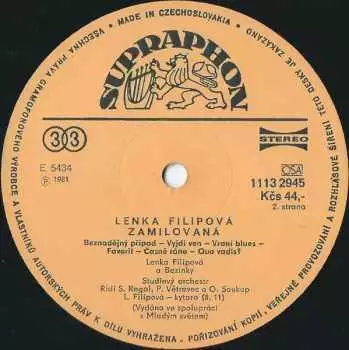 MADE IN CZECHOSLOVAKIA • VŠECHNA PRÁVA GRAMOFONOVÉHO VÝROBCE A VLASTNÍKŮ AUTORSKÝCH PRÁV K DÍLU VYHRAŽENA. POŘIZOVÁNÍ KOPIÍ, VEŘEJNÉ PROVOZOVÁNÍ A ROZHLASOVÉ ŠÍŘENÍ TÉTO DESKY JE ZAKÁZÁNO
SUPRAPHON
33
STEREO
E 5434
℗ 1981
OSA
1113 2945
Kčs 44,-
2. strana
LENKA FILIPOVÁ
ZAMILOVANÁ
Beznadějný případ – Vyjdi ven – Vraní blues –
Favorit – Časné ráno – Quo vadis?
Lenka Filipová
a Bezinky
Studiový orchestr
Řídí S. Regal, P. Větrovec a O. Soukup
L. Filipová – kytara (8, 11)
(Vydáno ve spolupráci
s Mladým světem)